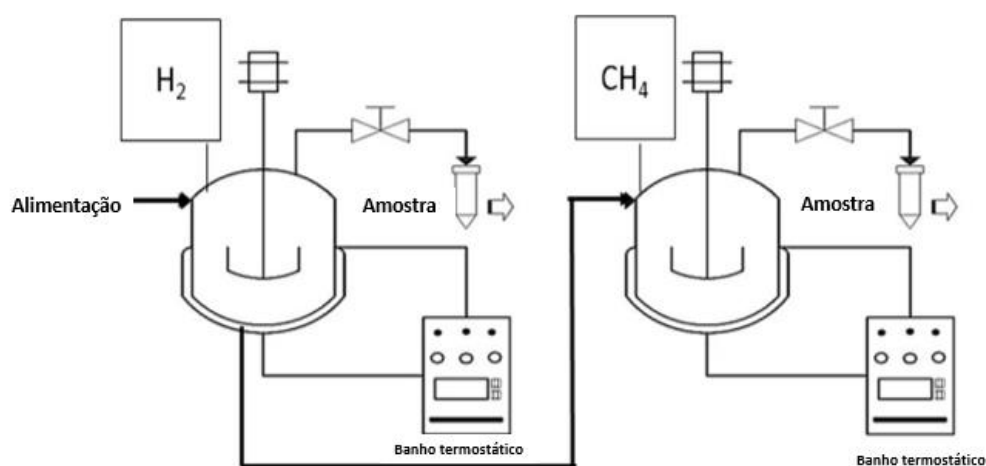 H₂
CH₄
Alimentação
Amostra
Amostra
Banho termostático
Banho termostático